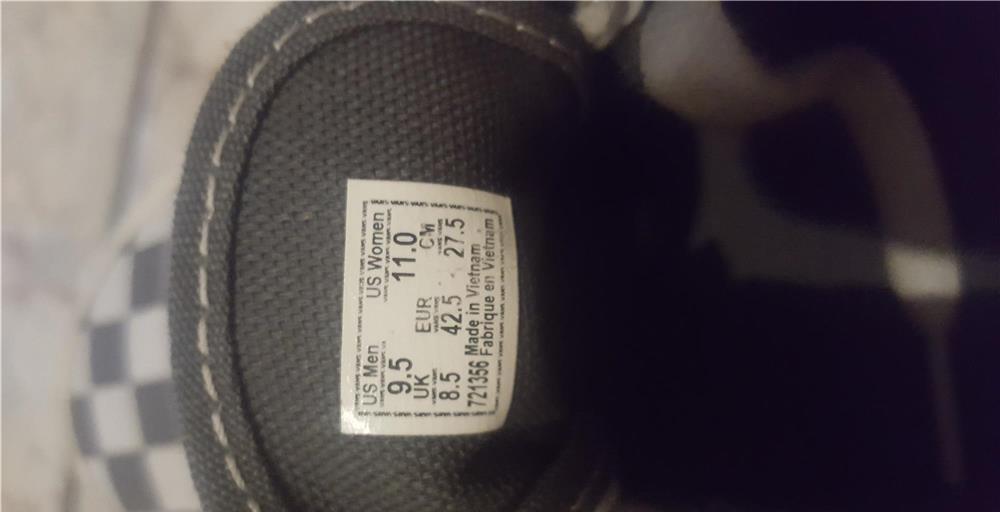 US Men US Women
9.5 11.0
UK EUR CM
8.5 42.5 27.5
721356 Made in Vietnam
Fabrique en Vietnam